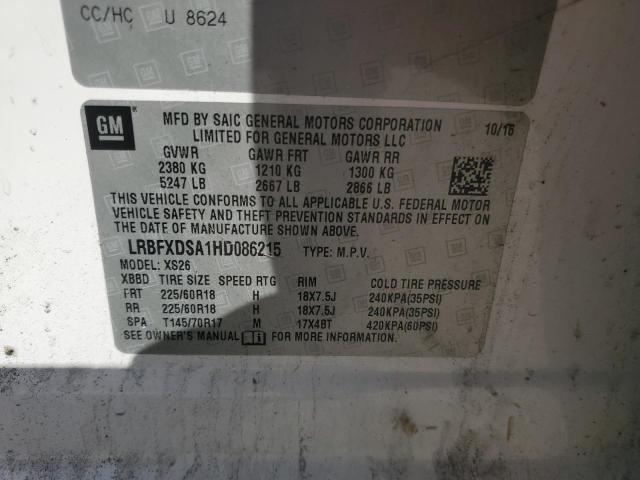 CC/HC U 8624
GM
MFD BY SAIC GENERAL MOTORS CORPORATION
LIMITED FOR GENERAL MOTORS LLC
10/16
GVWR GAWR FRT GAWR RR
2380 KG 1210 KG 1300 KG
5247 LB 2667 LB 2866 LB
THIS VEHICLE CONFORMS TO ALL APPLICABLE U.S. FEDERAL MOTOR
VEHICLE SAFETY AND THEFT PREVENTION STANDARDS IN EFFECT ON
THE DATE OF MANUFACTURE SHOWN ABOVE.
LRBFXDSA1HD086215 TYPE: M.P.V.
MODEL: XS26
XBBD TIRE SIZE SPEED RTG RIM COLD TIRE PRESSURE
FRT 225/60R18 H 18X7.5J 240KPA(35PSI)
RR 225/60R18 H 18X7.5J 240KPA(35PSI)
SPA T145/70R17 M 17X4BT 420KPA(60PSI)
SEE OWNER'S MANUAL FOR MORE INFORMATION.